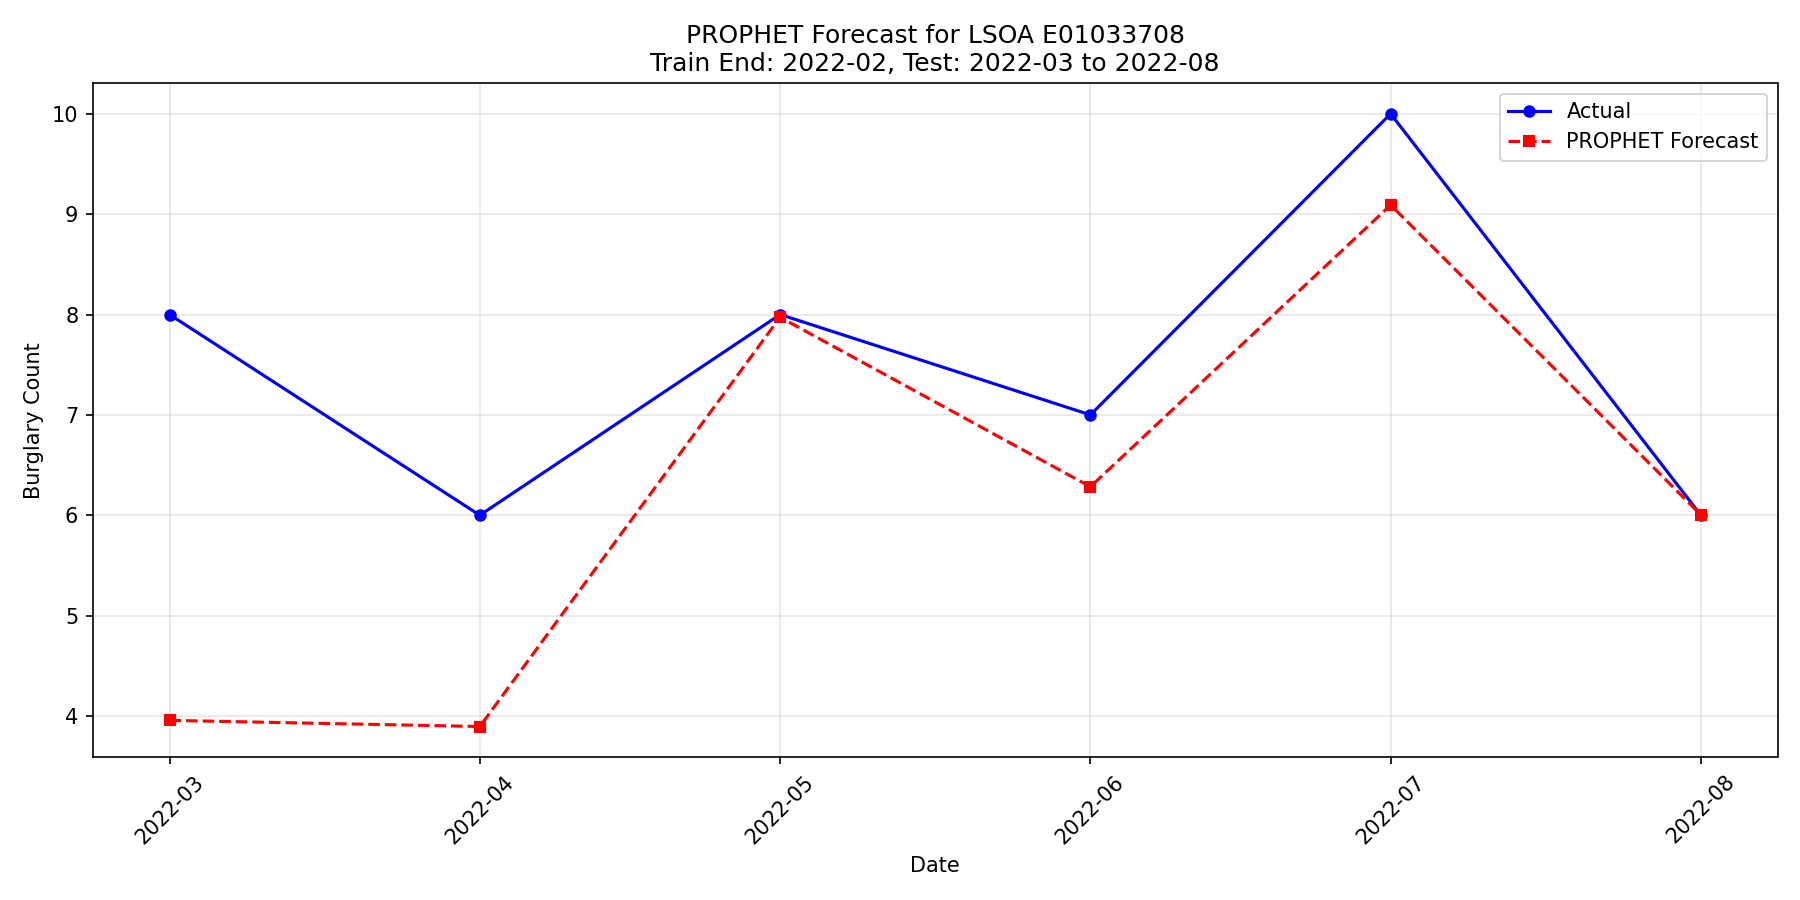 PROPHET Forecast for LSOA E01033708
Train End: 2022-02, Test: 2022-03 to 2022-08
Actual
PROPHET Forecast
Burglary Count
10
9
8
7
6
5
4
2022-03
2022-04
2022-05
2022-06
2022-07
2022-08
Date